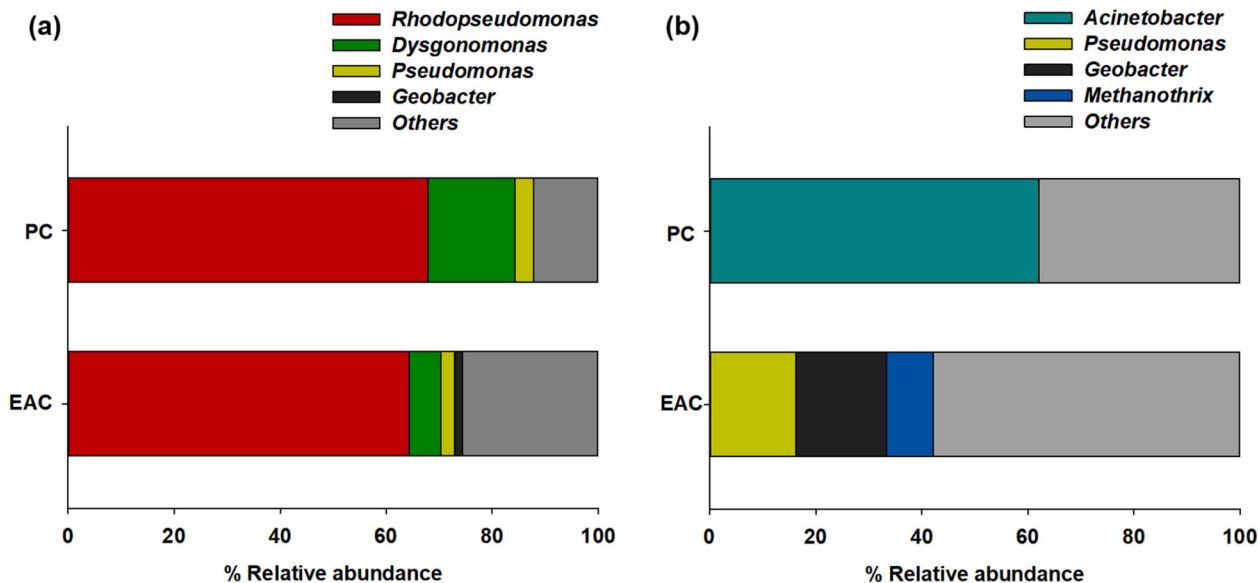 (a)
Rhodopseudomonas
Dysgonomonas
Pseudomonas
Geobacter
Others
PC
EAC
0 20 40 60 80 100
% Relative abundance
(b)
Acinetobacter
Pseudomonas
Geobacter
Methanothrix
Others
PC
EAC
0 20 40 60 80 100
% Relative abundance